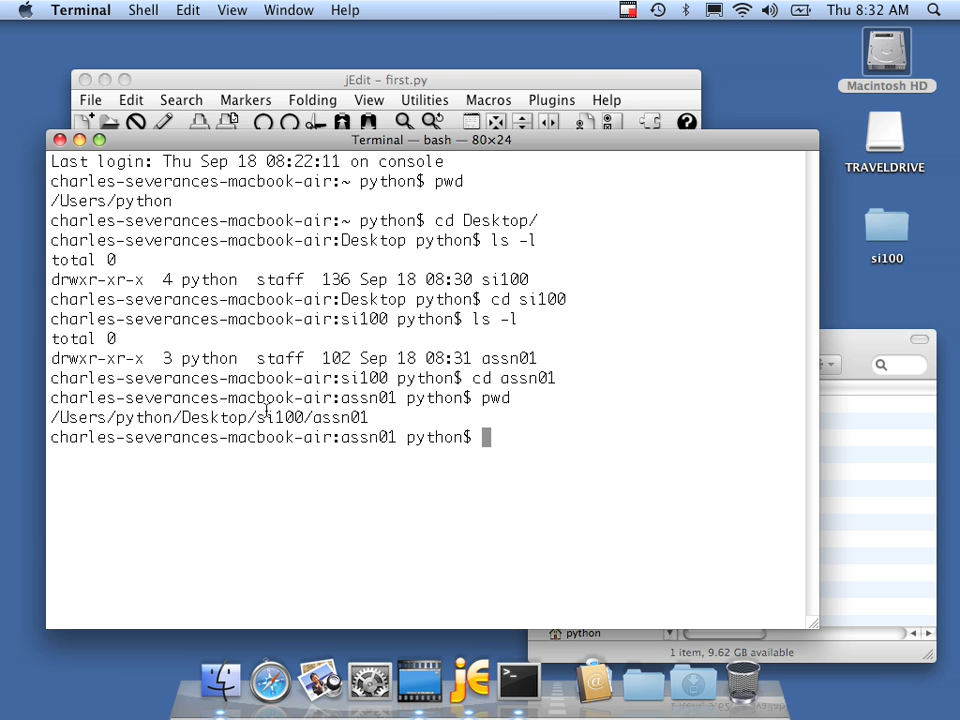 Terminal Shell Edit View Window Help Thu 8:32 AM
Macintosh HD
jEdit - first.py
File Edit Search Markers Folding View Utilities Macros Plugins Help
Terminal — bash — 80×24
Last login: Thu Sep 18 08:22:11 on console
charles-severances-macbook-air:~ python$ pwd
/Users/python
charles-severances-macbook-air:~ python$ cd Desktop/
charles-severances-macbook-air:Desktop python$ ls -l
total 0
drwxr-xr-x 4 python staff 136 Sep 18 08:30 si100
charles-severances-macbook-air:Desktop python$ cd si100
charles-severances-macbook-air:si100 python$ ls -l
total 0
drwxr-xr-x 3 python staff 102 Sep 18 08:31 assn01
charles-severances-macbook-air:si100 python$ cd assn01
charles-severances-macbook-air:assn01 python$ pwd
/Users/python/Desktop/si100/assn01
charles-severances-macbook-air:assn01 python$
TRAVELDRIVE
si100
python
1 item, 9.62 GB available
jE